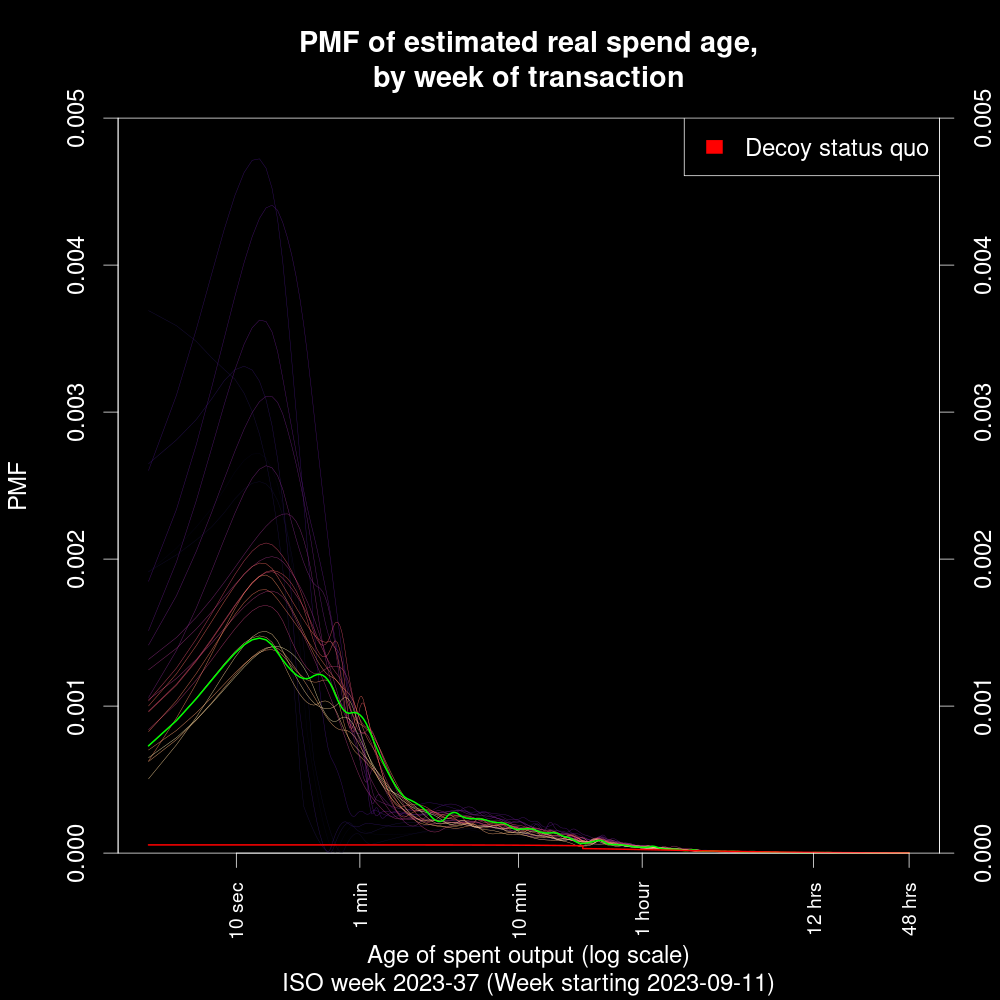 PMF of estimated real spend age,
by week of transaction
Decoy status quo
PMF
0.000
0.001
0.002
0.003
0.004
0.005
0.000
0.001
0.002
0.003
0.004
0.005
10 sec
1 min
10 min
1 hour
12 hrs
48 hrs
Age of spent output (log scale)
ISO week 2023-37 (Week starting 2023-09-11)